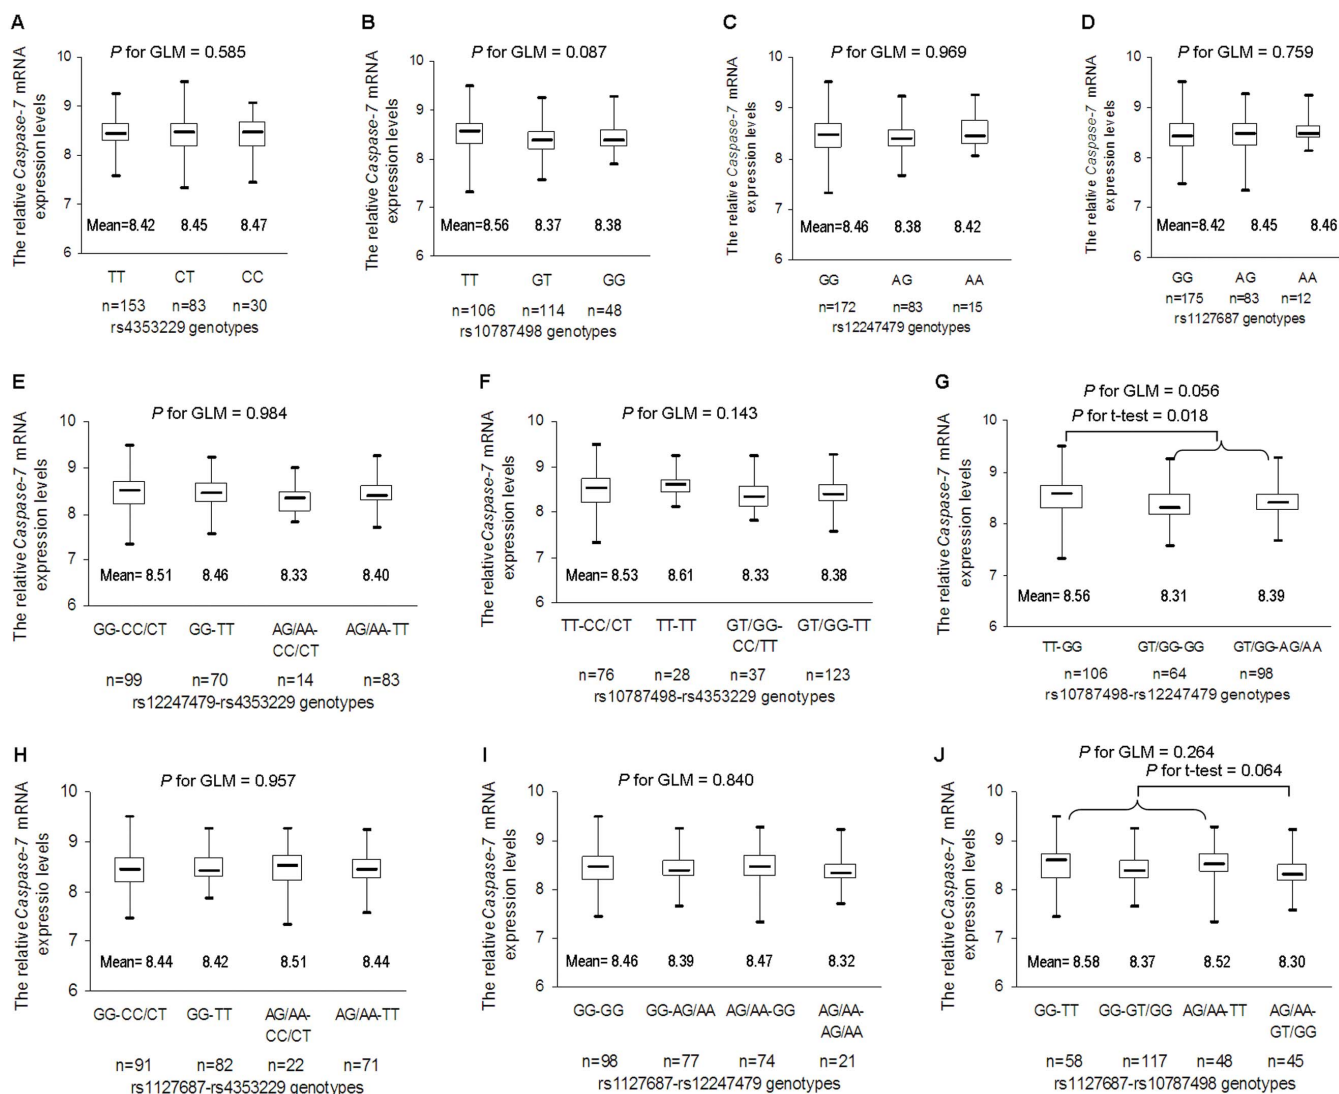 A
P for GLM = 0.585
The relative Caspase-7 mRNA
expression levels
10
9
8
7
6
Mean=8.42 8.45 8.47
TT CT CC
n=153 n=83 n=30
rs4353229 genotypes
B
P for GLM = 0.087
The relative Caspase-7 mRNA
expression levels
10
9
8
7
6
Mean=8.56 8.37 8.38
TT GT GG
n=106 n=114 n=48
rs10787498 genotypes
C
P for GLM = 0.969
The relative Caspase-7 mRNA
expression levels
10
9
8
7
6
Mean=8.46 8.38 8.42
GG AG AA
n=172 n=83 n=15
rs12247479 genotypes
D
P for GLM = 0.759
The relative Caspase-7 mRNA
expression levels
10
9
8
7
6
Mean=8.42 8.45 8.46
GG AG AA
n=175 n=83 n=12
rs1127687 genotypes
E
P for GLM = 0.984
The relative Caspase-7 mRNA
expression levels
10
9
8
7
6
Mean= 8.51 8.46 8.33 8.40
GG-CC/CT GG-TT AG/AA- AG/AA-TT
CC/CT
n=99 n=70 n=14 n=83
rs12247479-rs4353229 genotypes
F
P for GLM = 0.143
The relative Caspase-7 mRNA
expression levels
10
9
8
7
6
Mean= 8.53 8.61 8.33 8.38
TT-CC/CT TT-TT GT/GG- GT/GG-TT
CC/TT
n=76 n=28 n=37 n=123
rs10787498-rs4353229 genotypes
G
P for GLM = 0.056
P for t-test = 0.018
The relative Caspase-7 mRNA
expression levels
10
9
8
7
6
Mean= 8.56 8.31 8.39
TT-GG GT/GG-GG GT/GG-AG/AA
n=106 n=64 n=98
rs10787498-rs12247479 genotypes
H
P for GLM = 0.957
The relative Caspase-7 mRNA
expressio levels
10
9
8
7
6
Mean= 8.44 8.42 8.51 8.44
GG-CC/CT GG-TT AG/AA- AG/AA-TT
CC/CT
n=91 n=82 n=22 n=71
rs1127687-rs4353229 genotypes
I
P for GLM = 0.840
The relative Caspase-7 mRNA
expression levels
10
9
8
7
6
Mean= 8.46 8.39 8.47 8.32
GG-GG GG-AG/AA AG/AA-GG AG/AA-
AG/AA
n=98 n=77 n=74 n=21
rs1127687-rs12247479 genotypes
J
P for GLM = 0.264
P for t-test = 0.064
The relative Caspase-7 mRNA
expression levels
10
9
8
7
6
Mean= 8.58 8.37 8.52 8.30
GG-TT GG-GT/GG AG/AA-TT AG/AA-
GT/GG
n=58 n=117 n=48 n=45
rs1127687-rs10787498 genotypes